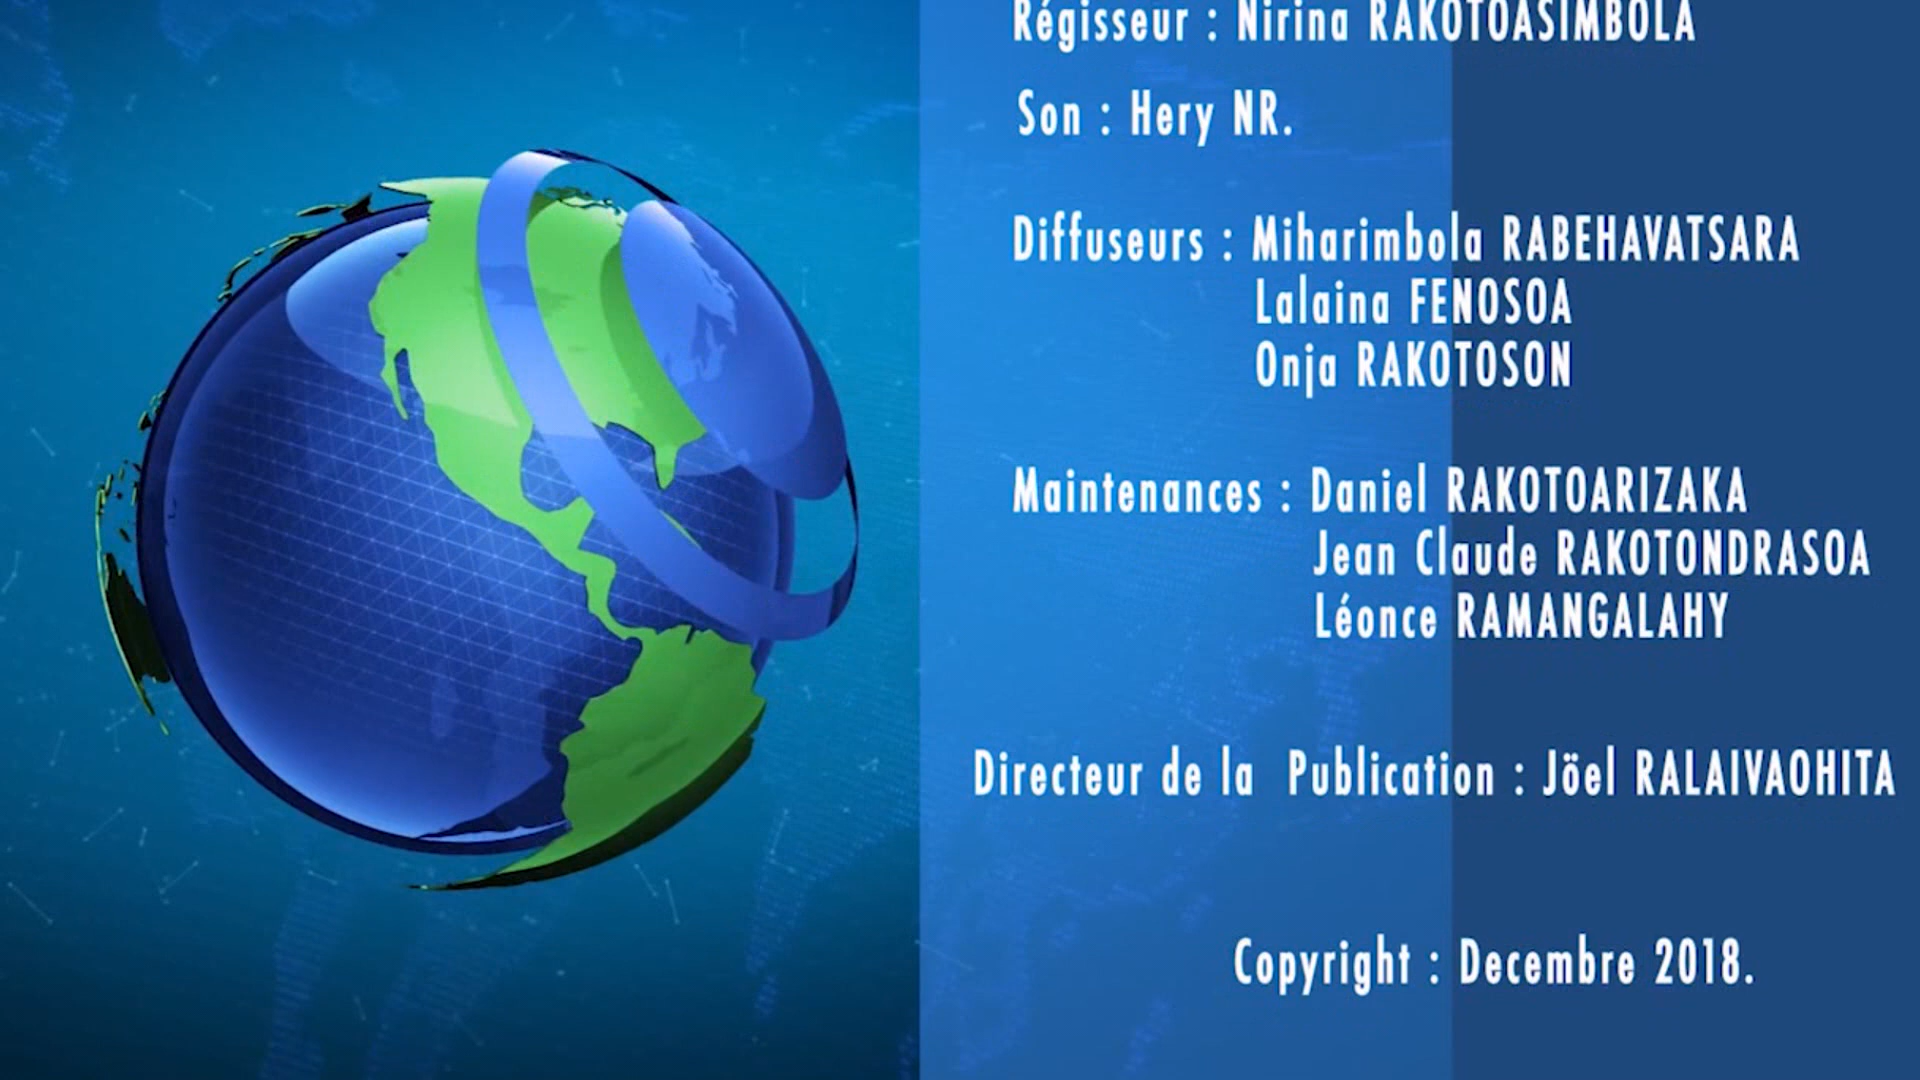 Régisseur : Nirina RAKOTOASIMBOLA
Son : Hery NR.
Diffuseurs : Miharimbola RABEHAVATSARA
Lalaina FENOSOA
Onja RAKOTOSON
Maintenances : Daniel RAKOTOARIZAKA
Jean Claude RAKOTONDRASOA
Léonce RAMANGALAHY
Directeur de la Publication : Jöel RALAIVAOHITA
Copyright : Decembre 2018.